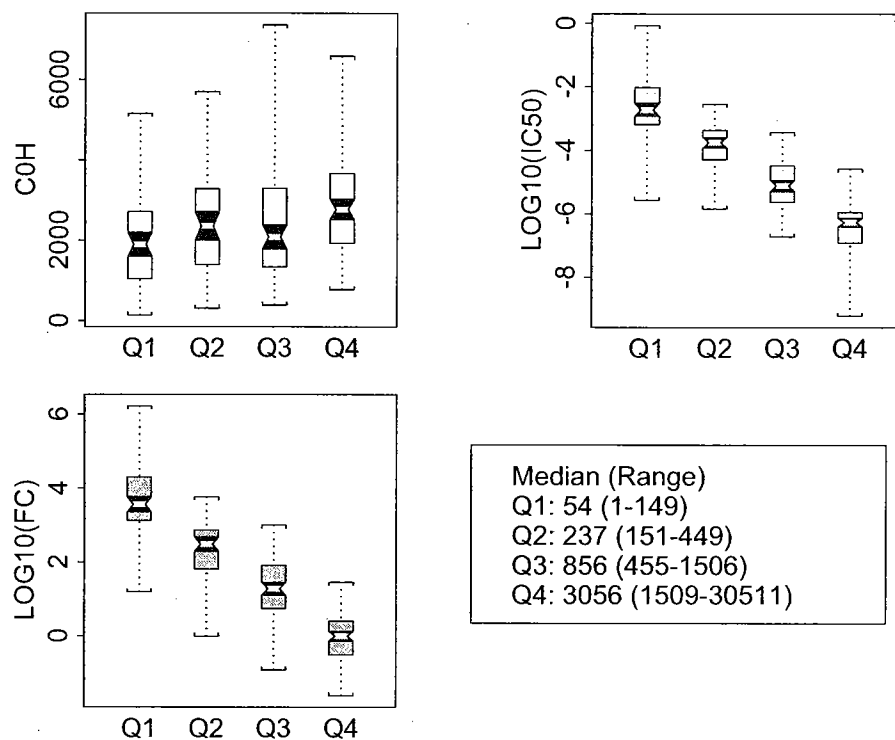 C0H
6000
2000
0
Q1 Q2 Q3 Q4
LOG10(IC50)
0
-2
-4
-6
-8
Q1 Q2 Q3 Q4
LOG10(FC)
6
4
2
0
Q1 Q2 Q3 Q4
Median (Range)
Q1: 54 (1-149)
Q2: 237 (151-449)
Q3: 856 (455-1506)
Q4: 3056 (1509-30511)